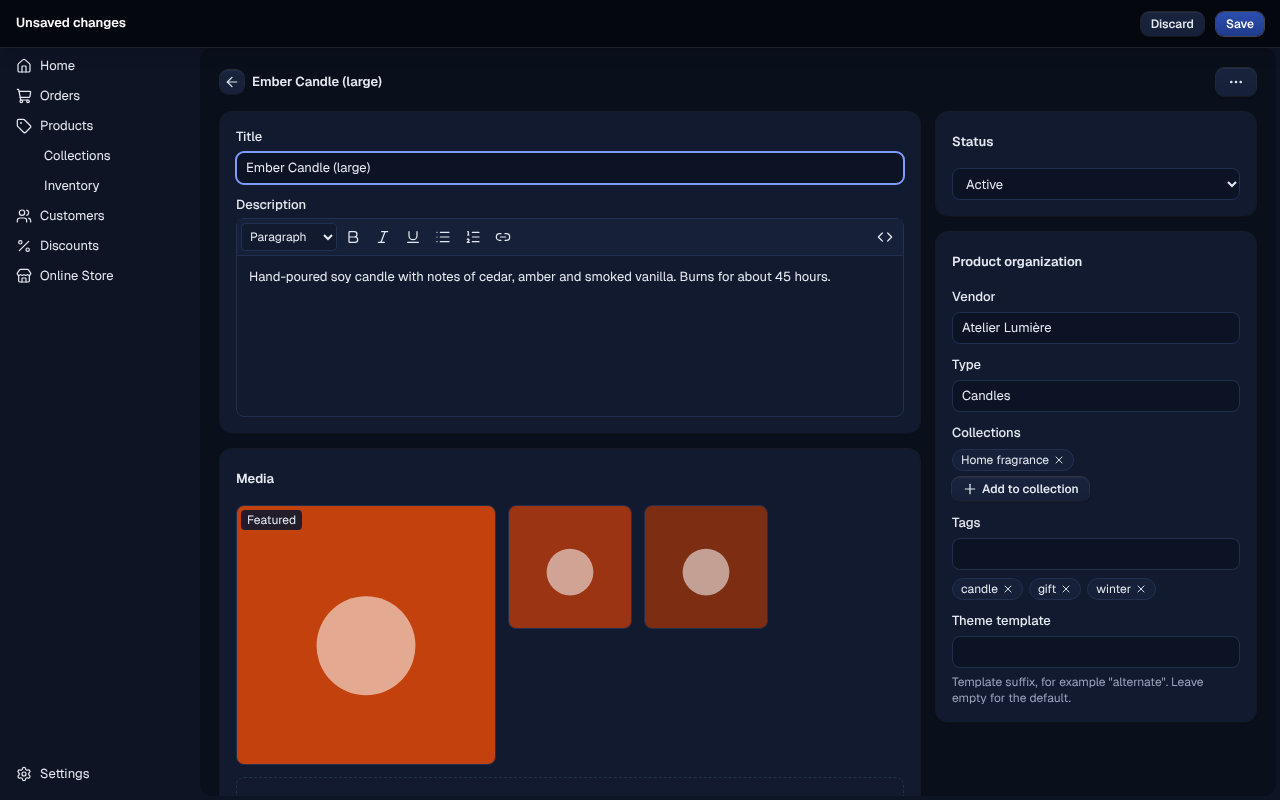 Unsaved changes
Discard
Save
Home
Orders
Products
Collections
Inventory
Customers
Discounts
Online Store
Settings
Ember Candle (large)
Title
Ember Candle (large)
Description
Paragraph
Hand-poured soy candle with notes of cedar, amber and smoked vanilla. Burns for about 45 hours.
Media
Featured
Status
Active
Product organization
Vendor
Atelier Lumière
Type
Candles
Collections
Home fragrance
Add to collection
Tags
candle
gift
winter
Theme template
Template suffix, for example "alternate". Leave
empty for the default.